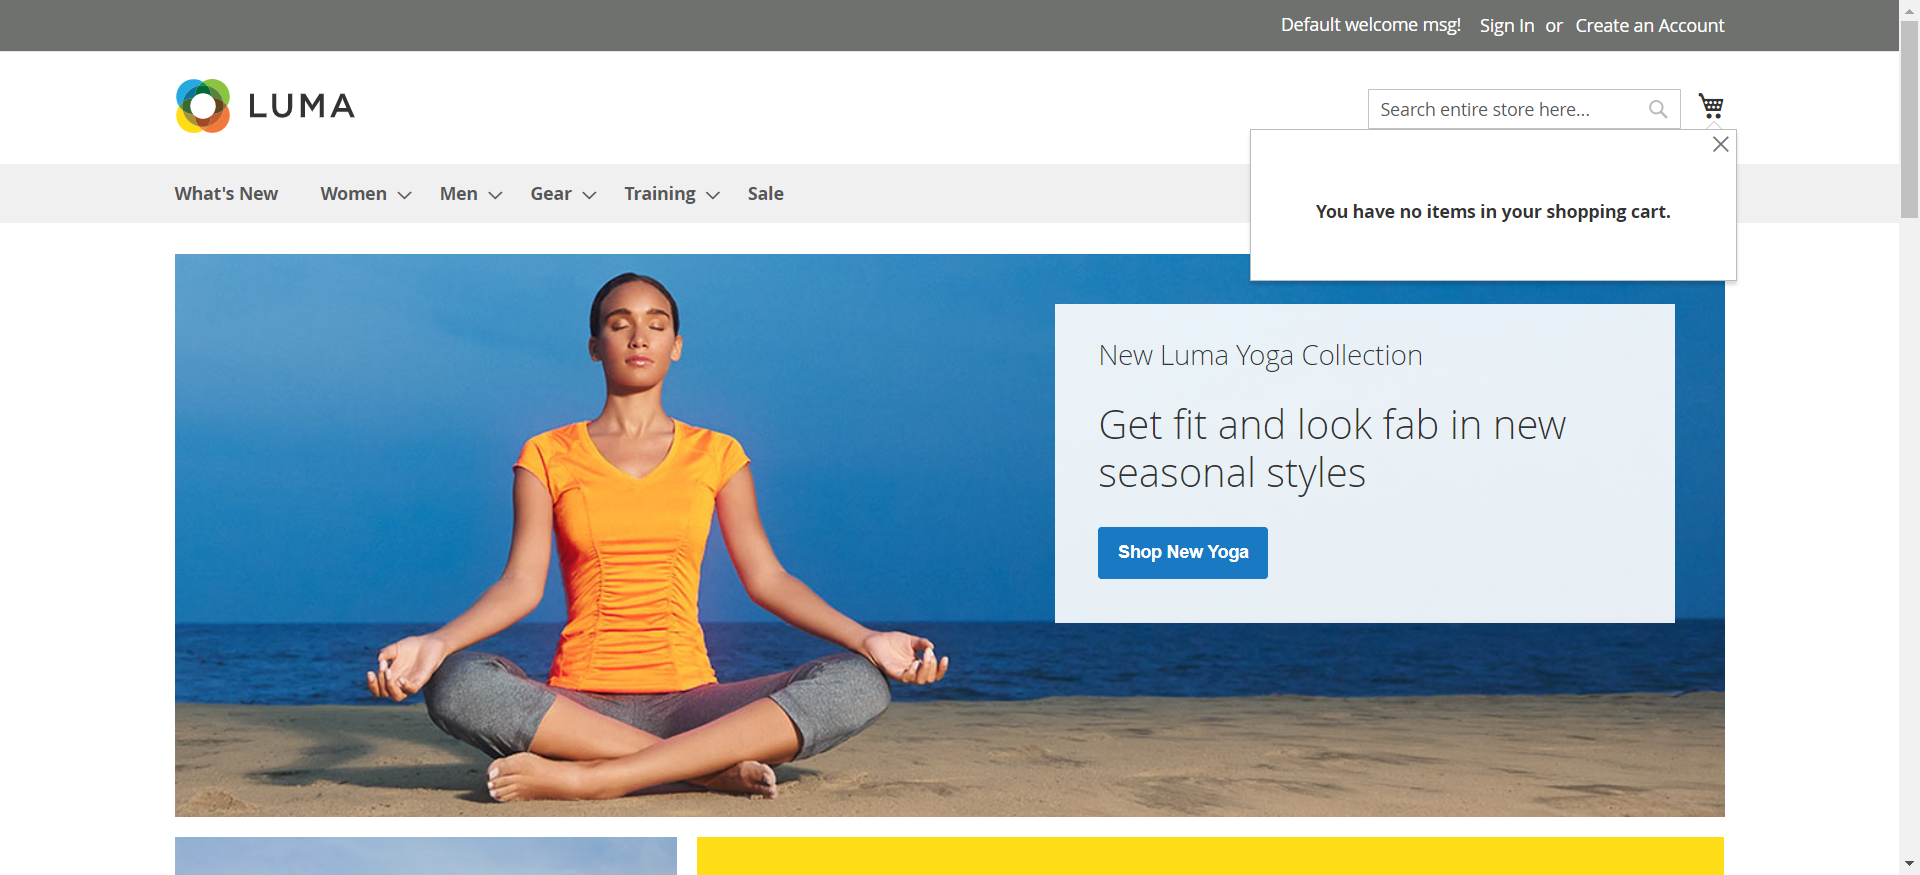 Default welcome msg! Sign In or Create an Account
LUMA
Search entire store here...
What's New Women Men Gear Training Sale
You have no items in your shopping cart.
New Luma Yoga Collection
Get fit and look fab in new
seasonal styles
Shop New Yoga